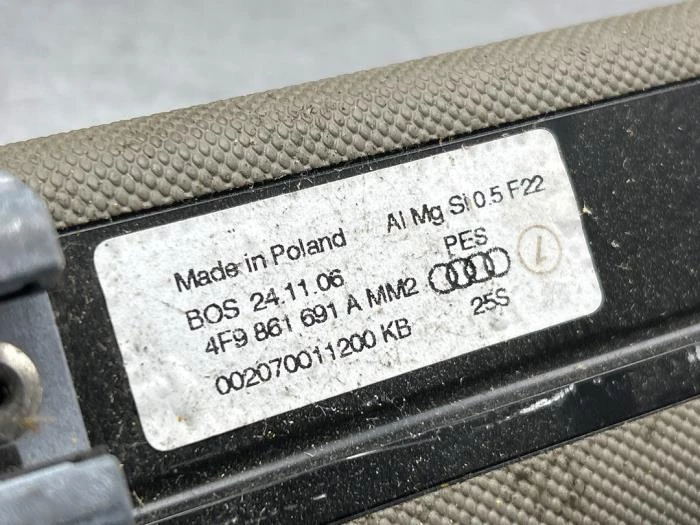 Made in Poland
Al Mg Si 0.5 F22
BOS 24.11.06
PES
4F9 861 691 A MM2
25S
002070011200 KB